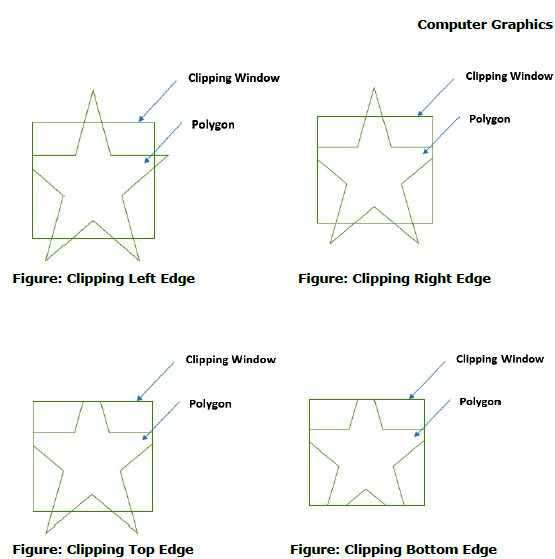 Computer Graphics
Clipping Window
Polygon
Clipping Window
Polygon
Figure: Clipping Left Edge
Figure: Clipping Right Edge
Clipping Window
Polygon
Clipping Window
Polygon
Figure: Clipping Top Edge
Figure: Clipping Bottom Edge